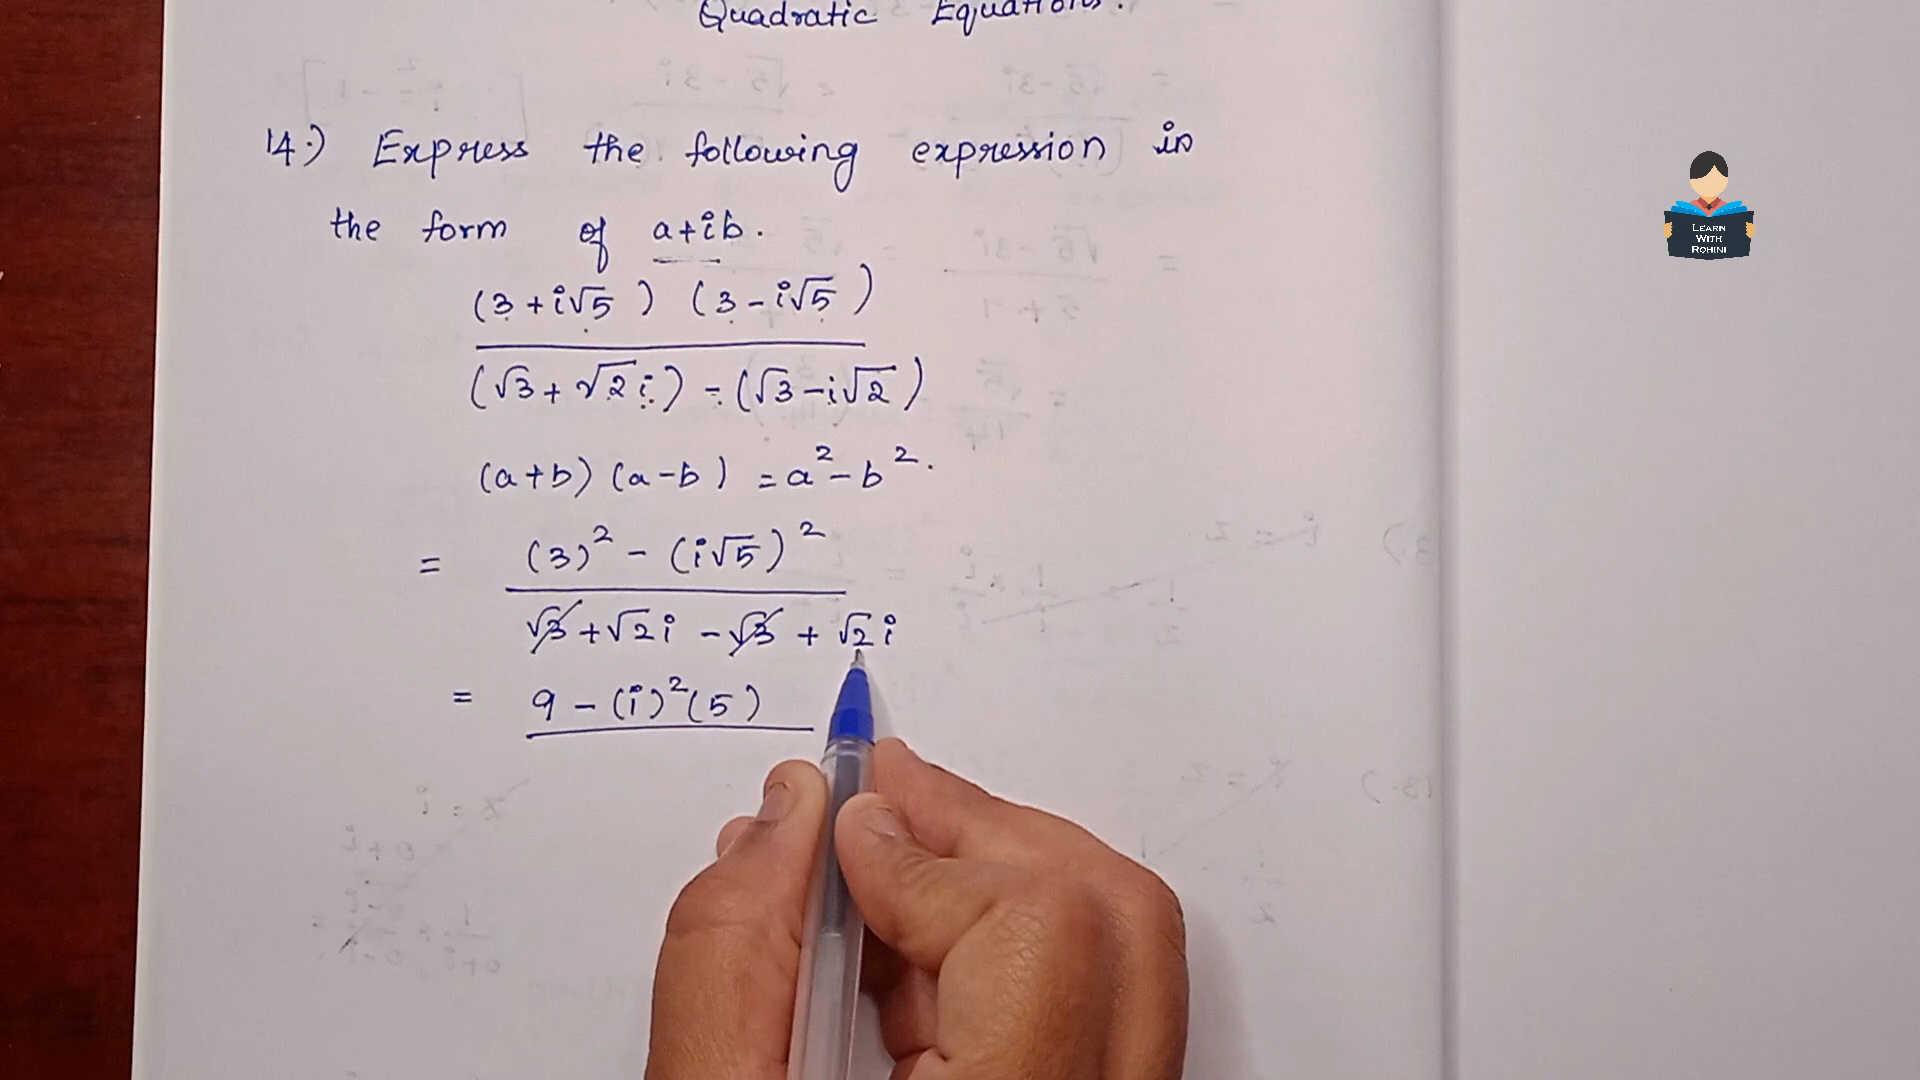 Quadratic Equations.
14.) Express the following expression in
the form of a+ib.
(3+i√5) (3-i√5)
(√3+√2i) - (√3-i√2)
(a+b) (a-b) = a²-b².
= (3)² - (i√5)²
√3+√2i - √3 + √2i
= 9 - (i)²(5)
LEARN
WITH
ROHINI